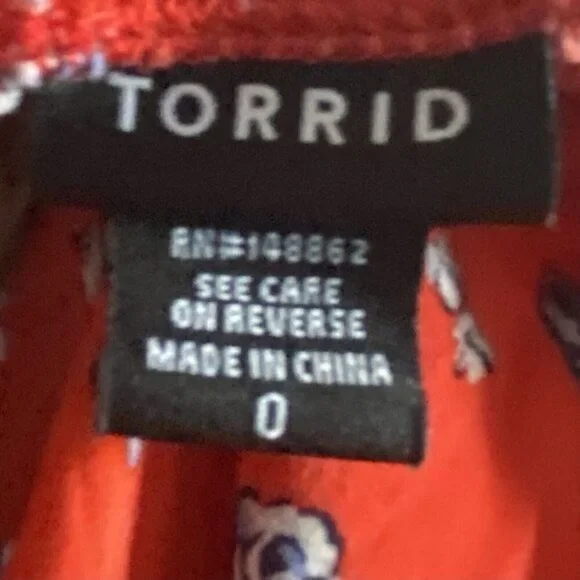 TORRID
RN#148862
SEE CARE
ON REVERSE
MADE IN CHINA
0